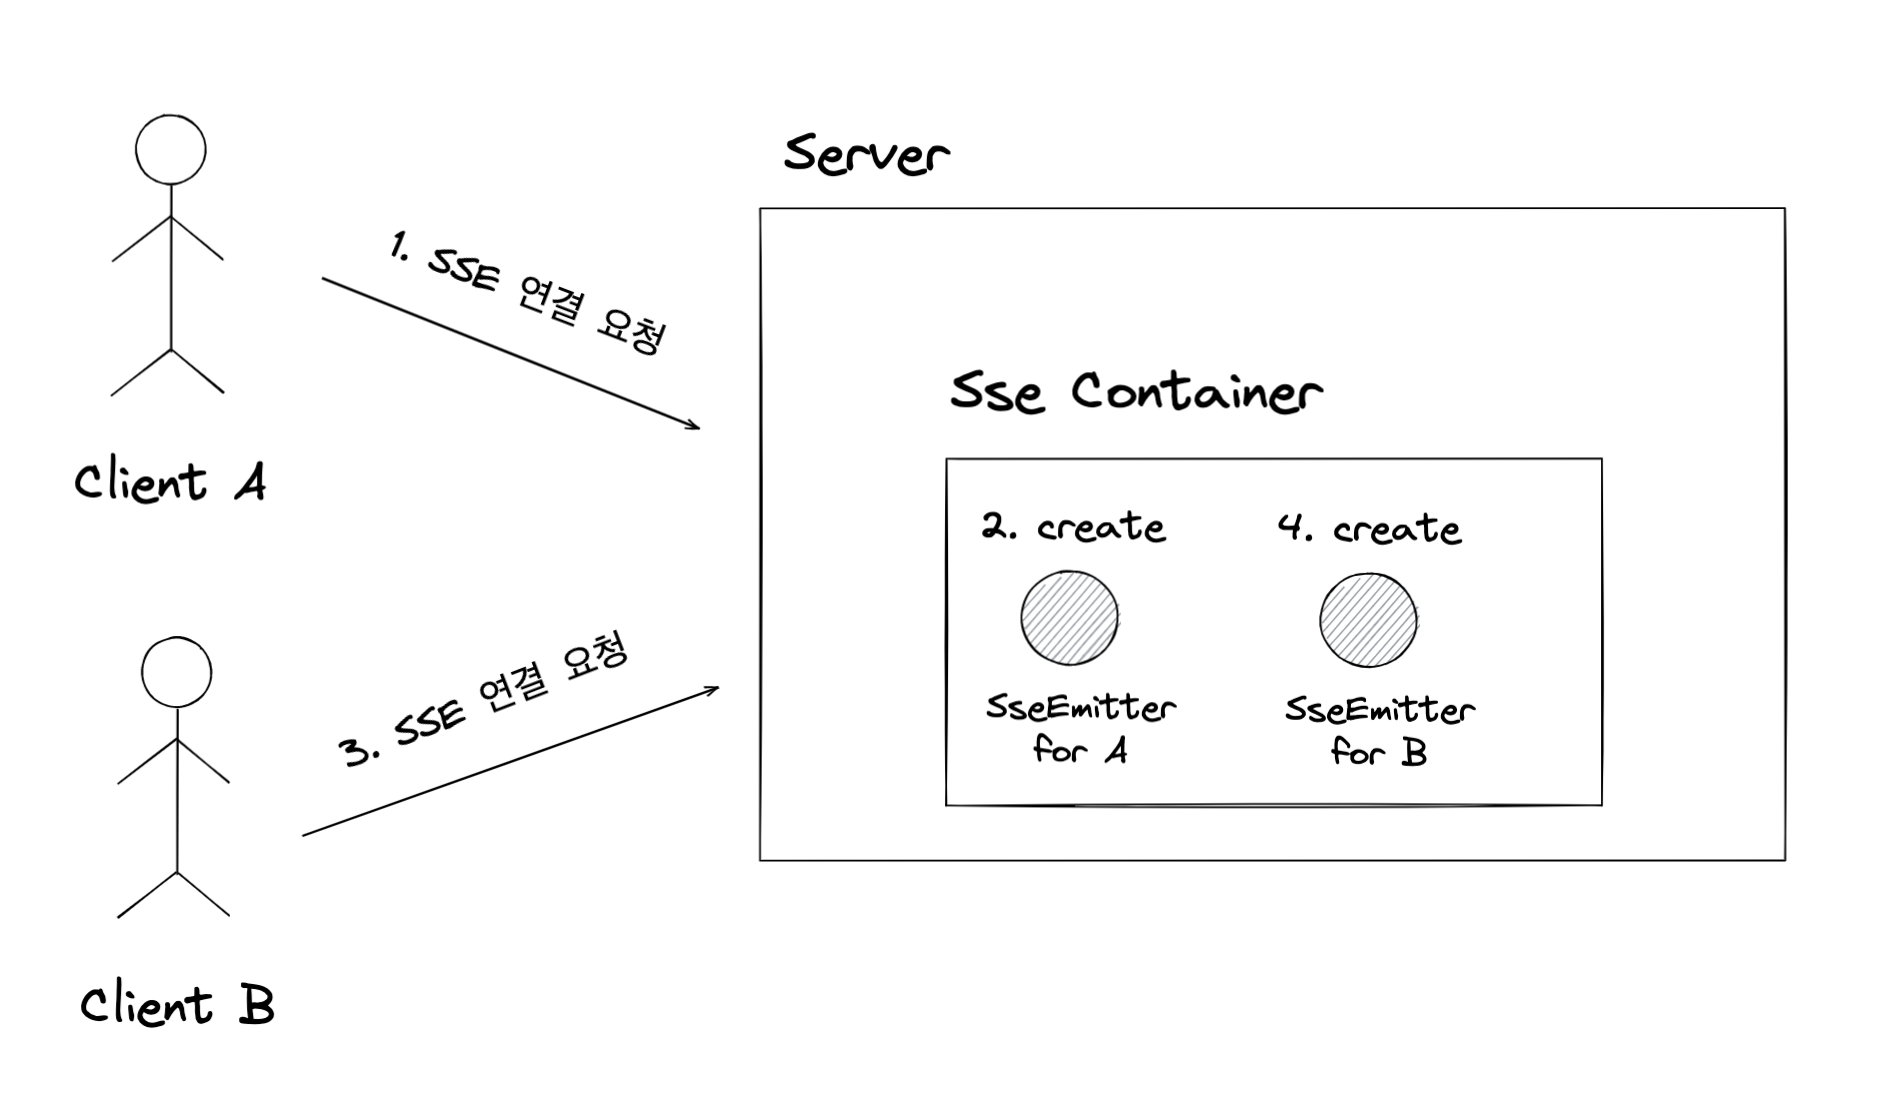 Server
1. SSE 연결 요청
Client A
Sse Container
2. create
SseEmitter
for A
4. create
SseEmitter
for B
3. SSE 연결 요청
Client B